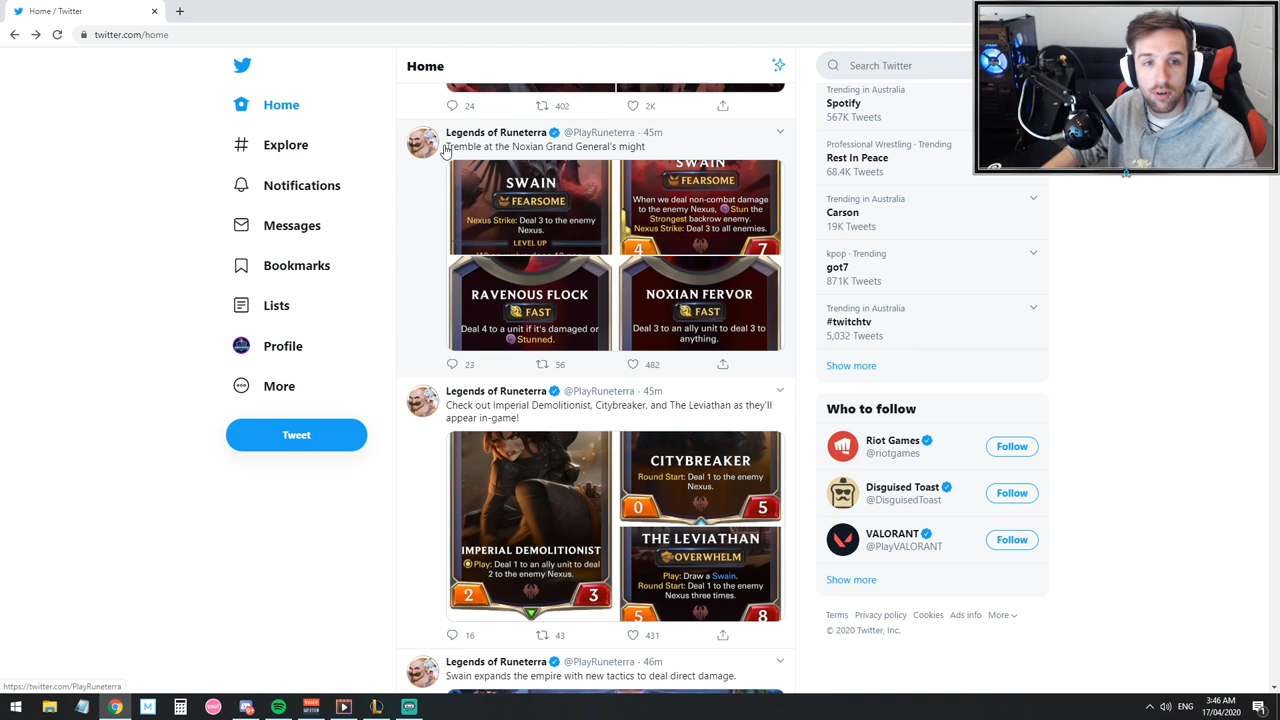 Home / Twitter
twitter.com/home
Home
Explore
Notifications
Messages
Bookmarks
Lists
Profile
More
Tweet
Home
24 402 2K
Legends of Runeterra @PlayRuneterra · 45m
Tremble at the Noxian Grand General's might
SWAIN
FEARSOME
Nexus Strike: Deal 3 to the enemy
Nexus.
LEVEL UP
SWAIN
FEARSOME
When we deal non-combat damage
to the enemy Nexus, Stun the
Strongest backrow enemy.
Nexus Strike: Deal 3 to all enemies.
4 7
RAVENOUS FLOCK
FAST
Deal 4 to a unit if it's damaged or
Stunned.
NOXIAN FERVOR
FAST
Deal 3 to an ally unit to deal 3 to
anything.
23 56 482
Legends of Runeterra @PlayRuneterra · 45m
Check out Imperial Demolitionist, Citybreaker, and The Leviathan as they'll
appear in-game!
IMPERIAL DEMOLITIONIST
Play: Deal 1 to an ally unit to deal
2 to the enemy Nexus.
2 3
CITYBREAKER
Round Start: Deal 1 to the enemy
Nexus.
0 5
THE LEVIATHAN
OVERWHELM
Play: Draw a Swain.
Round Start: Deal 1 to the enemy
Nexus three times.
5 8
16 43 431
Legends of Runeterra @PlayRuneterra · 46m
Swain expands the empire with new tactics to deal direct damage.
Search Twitter
Trending in Australia
Spotify
567K Tweets
Professional Wrestling · Trending
Rest In Peace
68.4K Tweets
Trending in Australia
Carson
19K Tweets
kpop · Trending
got7
871K Tweets
Trending in Australia
#twitchtv
5,032 Tweets
Show more
Who to follow
Riot Games
@riotgames
Follow
Disguised Toast
@DisguisedToast
Follow
VALORANT
@PlayVALORANT
Follow
Show more
Terms Privacy policy Cookies Ads info More
© 2020 Twitter, Inc.
https://twitter.com/PlayRuneterra
ENG
3:46 AM
17/04/2020